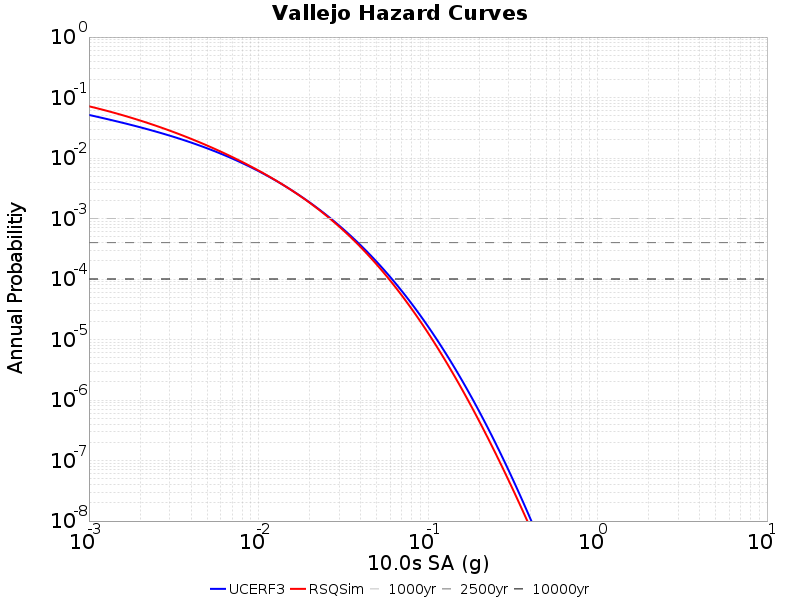 Vallejo Hazard Curves
10^0
10^-1
10^-2
10^-3
10^-4
10^-5
10^-6
10^-7
10^-8
Annual Probabilitiy
10^-3 10^-2 10^-1 10^0 10^1
10.0s SA (g)
UCERF3 RSQSim 1000yr 2500yr 10000yr